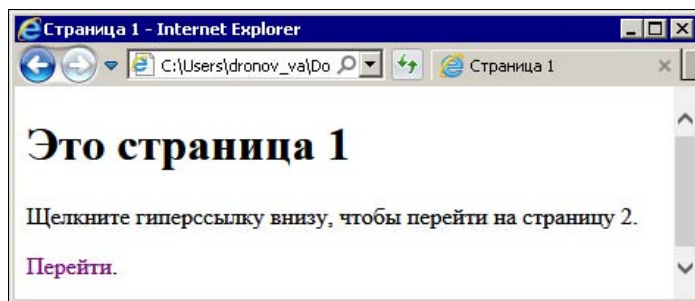 Страница 1 - Internet Explorer
C:\Users\dronov_va\Do
Страница 1
Это страница 1
Щелкните гиперссылку внизу, чтобы перейти на страницу 2.
Перейти.